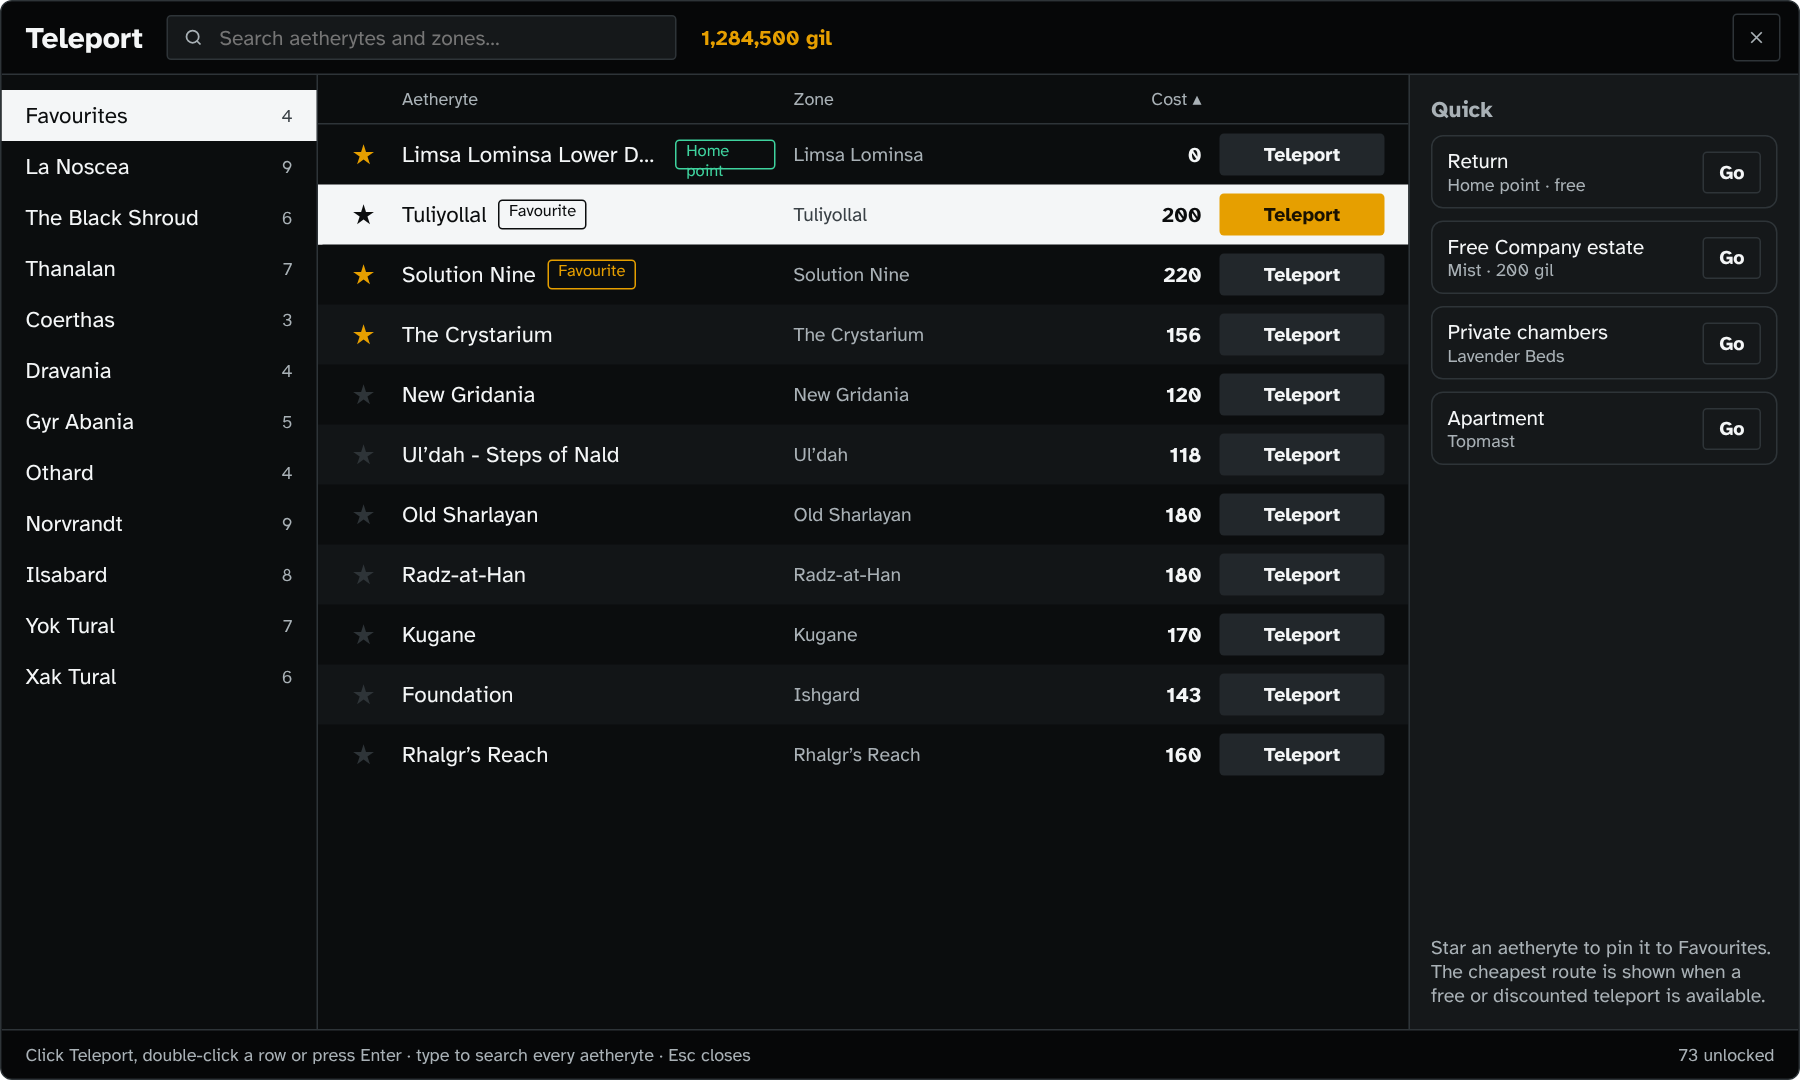 Teleport
Search aetherytes and zones...
1,284,500 gil
Favourites 4
La Noscea 9
The Black Shroud 6
Thanalan 7
Coerthas 3
Dravania 4
Gyr Abania 5
Othard 4
Norvrandt 9
Ilsabard 8
Yok Tural 7
Xak Tural 6
Aetheryte Zone Cost ▲
★ Limsa Lominsa Lower D... Home point Limsa Lominsa 0 Teleport
★ Tuliyollal Favourite Tuliyollal 200 Teleport
★ Solution Nine Favourite Solution Nine 220 Teleport
★ The Crystarium The Crystarium 156 Teleport
★ New Gridania New Gridania 120 Teleport
★ Ul’dah - Steps of Nald Ul’dah 118 Teleport
★ Old Sharlayan Old Sharlayan 180 Teleport
★ Radz-at-Han Radz-at-Han 180 Teleport
★ Kugane Kugane 170 Teleport
★ Foundation Ishgard 143 Teleport
★ Rhalgr’s Reach Rhalgr’s Reach 160 Teleport
Quick
Return
Home point · free
Go
Free Company estate
Mist · 200 gil
Go
Private chambers
Lavender Beds
Go
Apartment
Topmast
Go
Star an aetheryte to pin it to Favourites.
The cheapest route is shown when a
free or discounted teleport is available.
Click Teleport, double-click a row or press Enter · type to search every aetheryte · Esc closes
73 unlocked